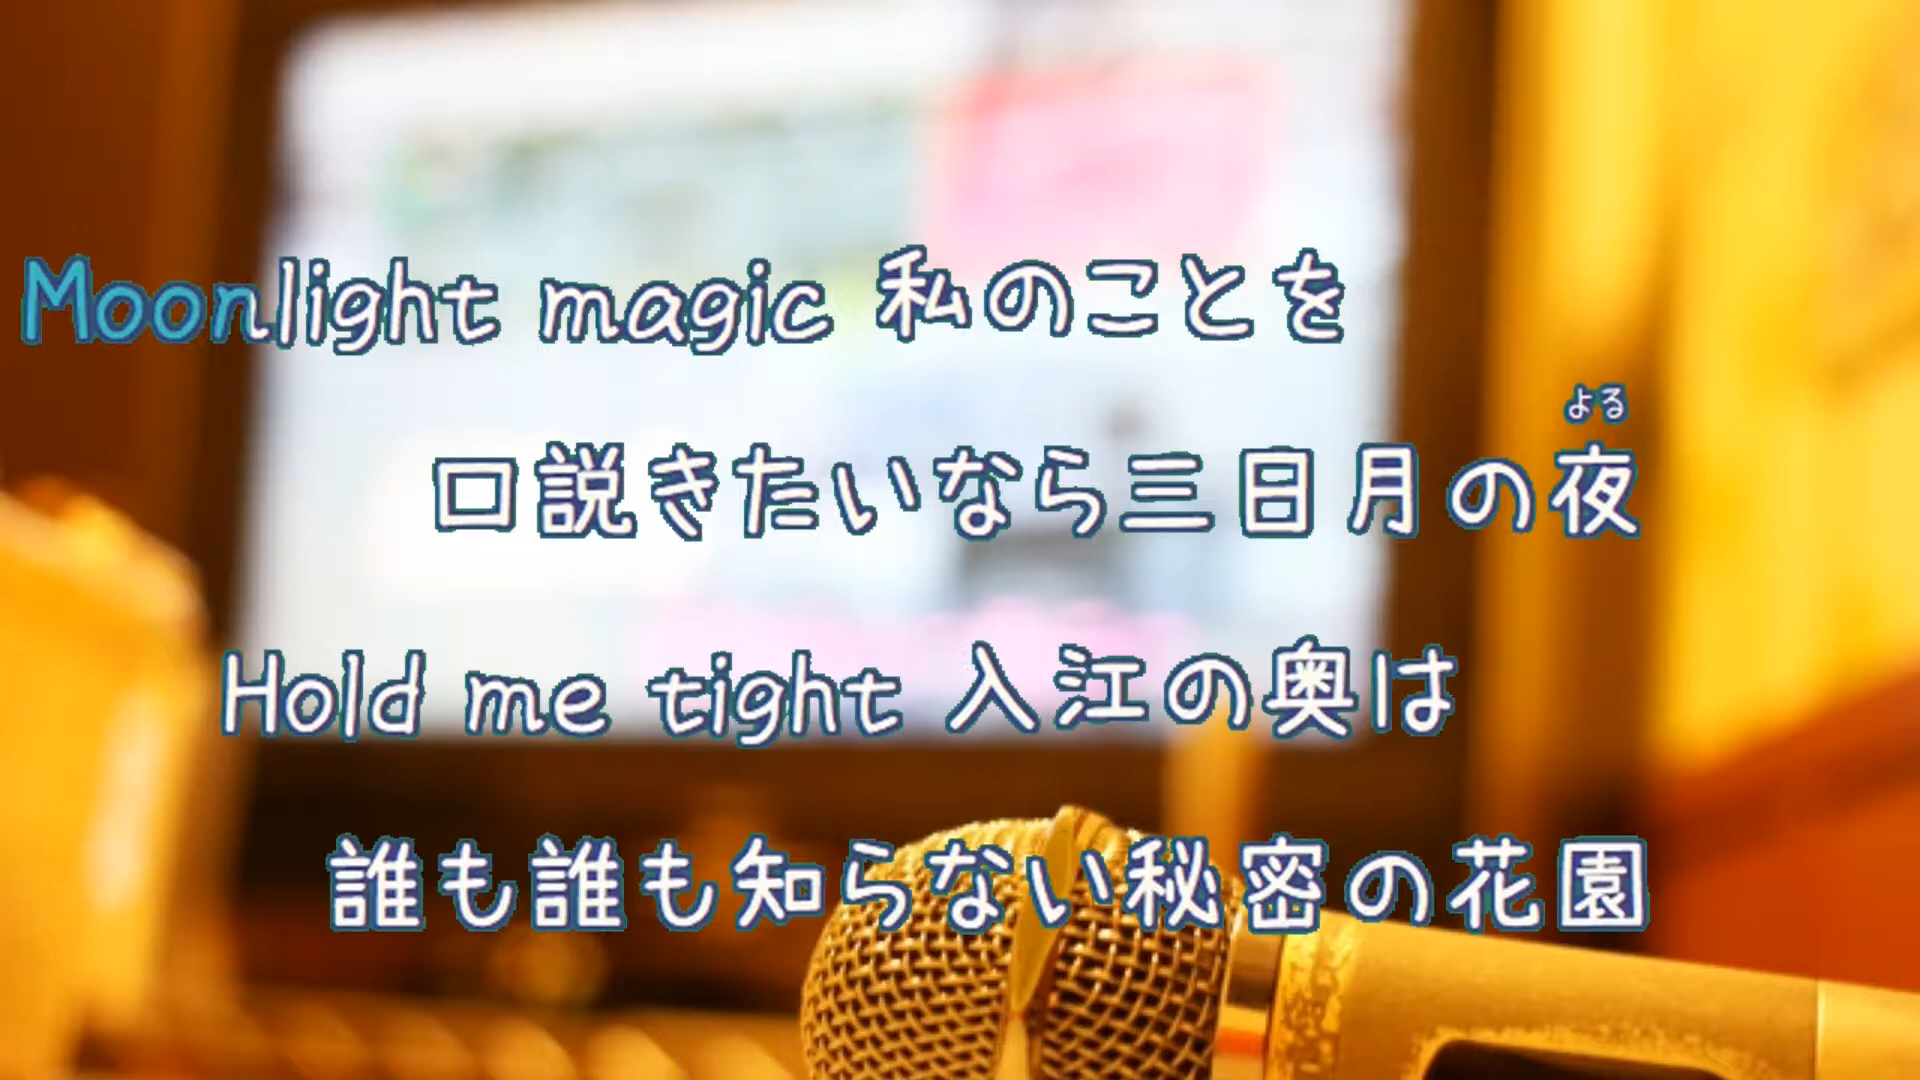 Moonlight magic 私のことを
よる
口説きたいなら三日月の夜
Hold me tight 入江の奥は
誰も誰も知らない秘密の花園